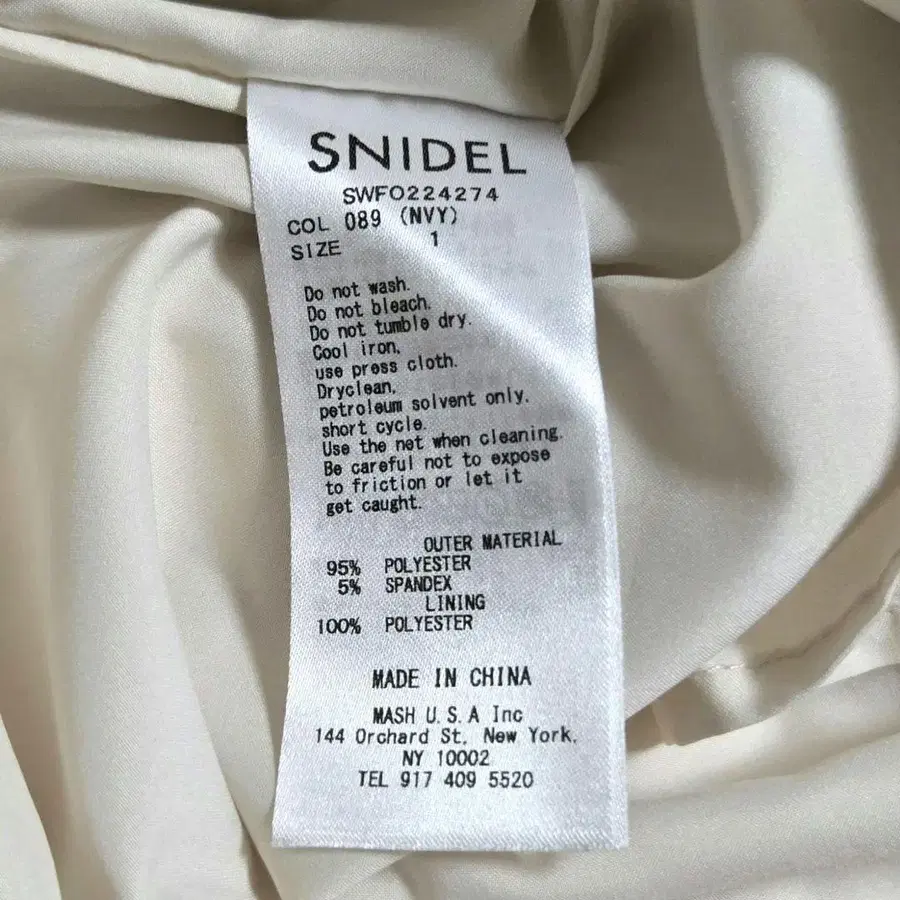 SNIDEL
SWFO224274
COL 089 (NVY)
SIZE 1
Do not wash.
Do not bleach.
Do not tumble dry.
Cool iron,
use press cloth.
Dryclean,
petroleum solvent only,
short cycle.
Use the net when cleaning.
Be careful not to expose
to friction or let it
get caught.
OUTER MATERIAL
95% POLYESTER
5% SPANDEX
LINING
100% POLYESTER
MADE IN CHINA
MASH U.S.A Inc
144 Orchard St, New York,
NY 10002
TEL 917 409 5520